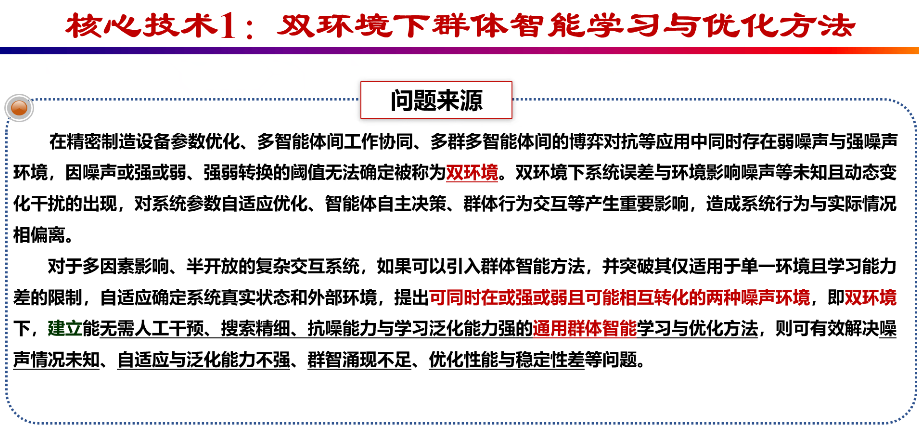 核心技术1：双环境下群体智能学习与优化方法
问题来源
在精密制造设备参数优化、多智能体间工作协同、多群多智能体间的博弈对抗等应用中同时存在弱噪声与强噪声
环境，因噪声或强或弱、强弱转换的阈值无法确定被称为双环境。双环境下系统误差与环境影响噪声等未知且动态变
化干扰的出现，对系统参数自适应优化、智能体自主决策、群体行为交互等产生重要影响，造成系统行为与实际情况
相偏离。
对于多因素影响、半开放的复杂交互系统，如果可以引入群体智能方法，并突破其仅适用于单一环境且学习能力
差的限制，自适应确定系统真实状态和外部环境，提出可同时在或强或弱且可能相互转化的两种噪声环境，即双环境
下，建立能无需人工干预、搜索精细、抗噪能力与学习泛化能力强的通用群体智能学习与优化方法，则可有效解决噪
声情况未知、自适应与泛化能力不强、群智涌现不足、优化性能与稳定性差等问题。